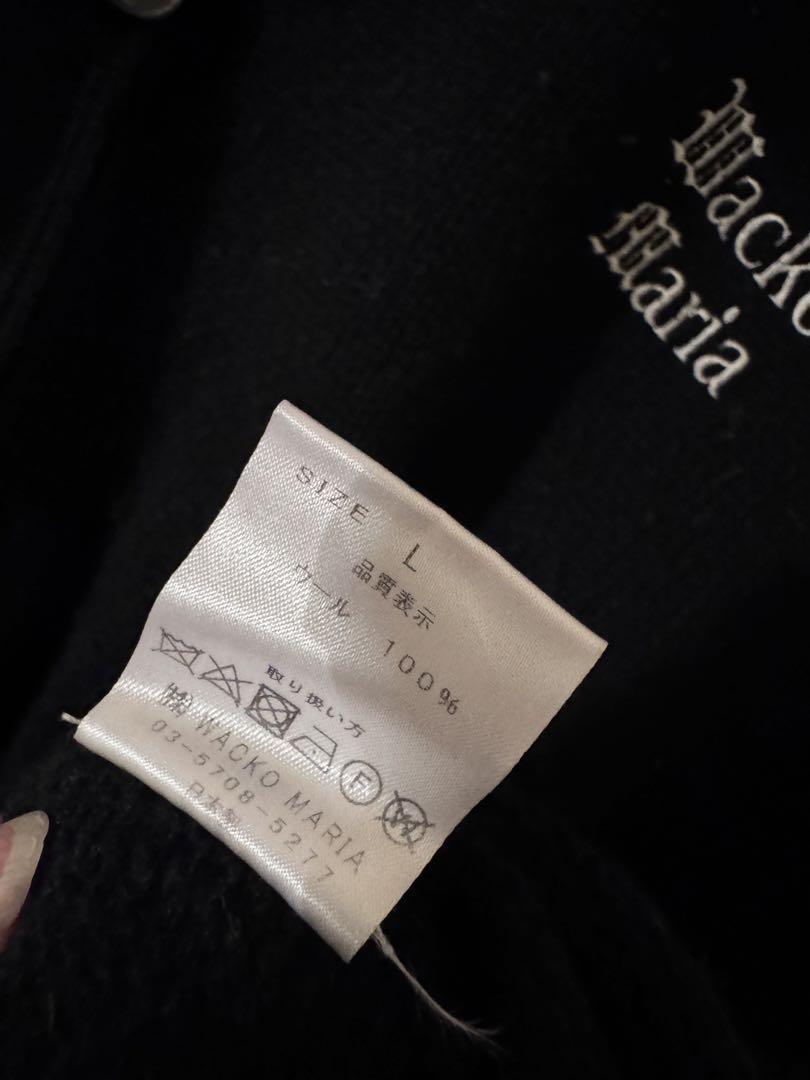 Wacko
Maria
SIZE L
品質表示
ウール 100%
取り扱い方
F
W
㈱ WACKO MARIA
03-5708-5277
日本製